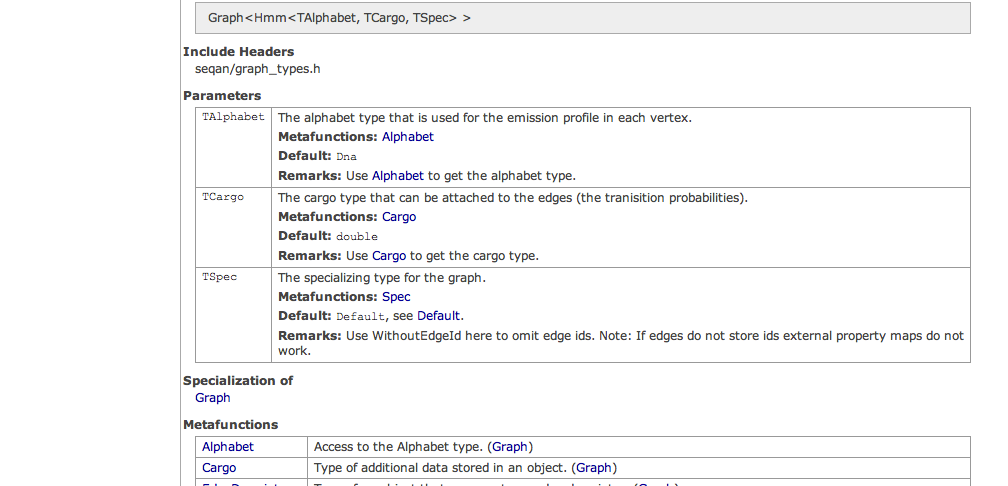 Graph<Hmm<TAlphabet, TCargo, TSpec> >
Include Headers
seqan/graph_types.h
Parameters
TAlphabet
The alphabet type that is used for the emission profile in each vertex.
Metafunctions: Alphabet
Default: Dna
Remarks: Use Alphabet to get the alphabet type.
TCargo
The cargo type that can be attached to the edges (the tranisition probabilities).
Metafunctions: Cargo
Default: double
Remarks: Use Cargo to get the cargo type.
TSpec
The specializing type for the graph.
Metafunctions: Spec
Default: Default, see Default.
Remarks: Use WithoutEdgeId here to omit edge ids. Note: If edges do not store ids external property maps do not
work.
Specialization of
Graph
Metafunctions
Alphabet Access to the Alphabet type. (Graph)
Cargo Type of additional data stored in an object. (Graph)